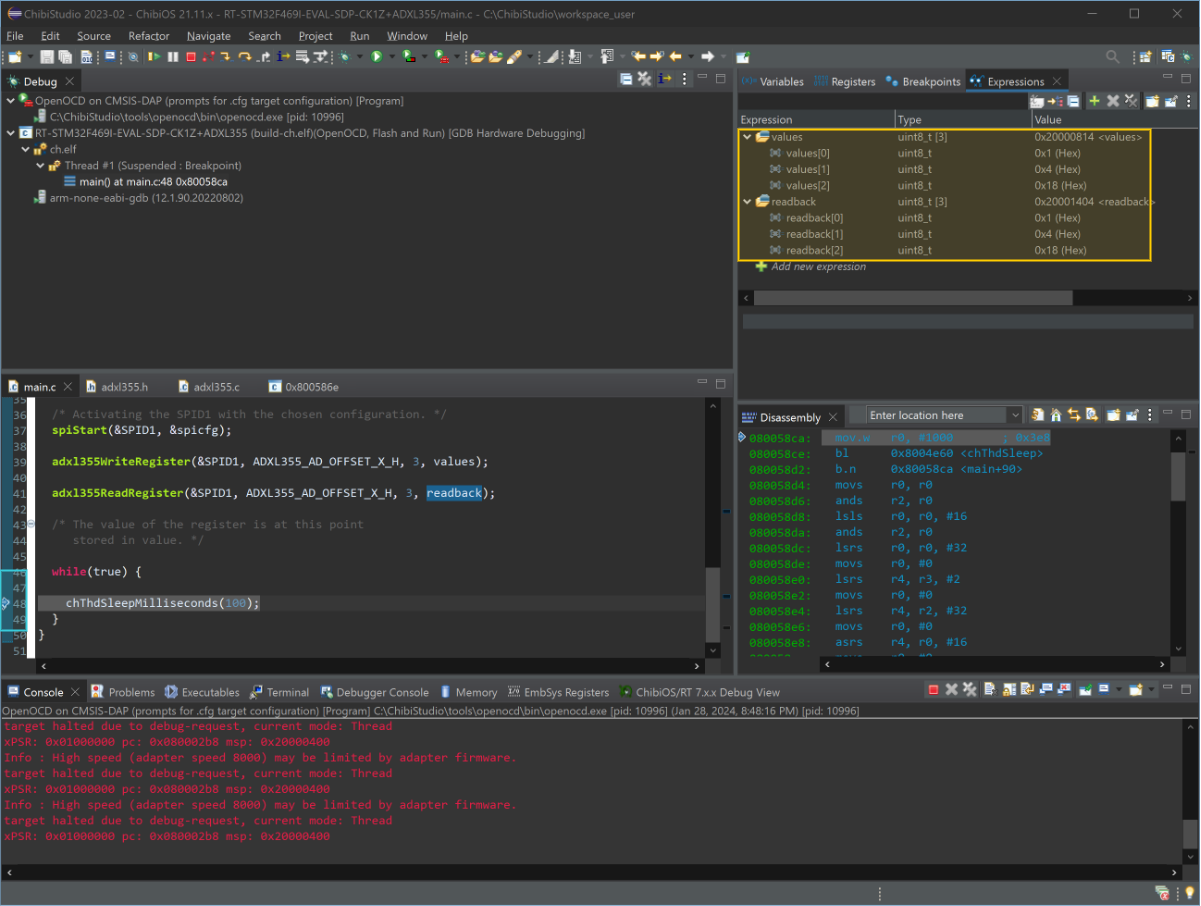 ChibiStudio 2023-02 - ChibiOS 21.11.x - RT-STM32F469I-EVAL-SDP-CK1Z+ADXL355/main.c - C:\ChibiStudio\workspace_user
File Edit Source Refactor Navigate Search Project Run Window Help
Debug
OpenOCD on CMSIS-DAP (prompts for .cfg target configuration) [Program]
C:\ChibiStudio\tools\openocd\bin\openocd.exe [pid: 10996]
RT-STM32F469I-EVAL-SDP-CK1Z+ADXL355 (build-ch.elf)(OpenOCD, Flash and Run) [GDB Hardware Debugging]
ch.elf
Thread #1 (Suspended : Breakpoint)
main() at main.c:48 0x80058ca
arm-none-eabi-gdb (12.1.90.20220802)
Variables Registers Breakpoints Expressions
Expression Type Value
values uint8_t [3] 0x20000814 <values>
values[0] uint8_t 0x1 (Hex)
values[1] uint8_t 0x4 (Hex)
values[2] uint8_t 0x18 (Hex)
readback uint8_t [3] 0x20001404 <readback>
readback[0] uint8_t 0x1 (Hex)
readback[1] uint8_t 0x4 (Hex)
readback[2] uint8_t 0x18 (Hex)
Add new expression
main.c adxl355.h adxl355.c 0x800586e
35
36 /* Activating the SPID1 with the chosen configuration. */
37 spiStart(&SPID1, &spicfg);
38
39 adxl355WriteRegister(&SPID1, ADXL355_AD_OFFSET_X_H, 3, values);
40
41 adxl355ReadRegister(&SPID1, ADXL355_AD_OFFSET_X_H, 3, readback);
42
43 /* The value of the register is at this point
44 stored in value. */
45
46 while(true) {
47
48 chThdSleepMilliseconds(100);
49 }
50 }
51
Disassembly Enter location here
080058ca: mov.w r0, #1000 ; 0x3e8
080058ce: bl 0x8004e60 <chThdSleep>
080058d2: b.n 0x80058ca <main+90>
080058d4: movs r0, r0
080058d6: ands r2, r0
080058d8: lsls r0, r0, #16
080058da: ands r2, r0
080058dc: lsrs r0, r0, #32
080058de: movs r0, #0
080058e0: lsrs r4, r3, #2
080058e2: movs r0, #0
080058e4: lsrs r4, r2, #32
080058e6: movs r0, #0
080058e8: asrs r4, r0, #16
Console Problems Executables Terminal Debugger Console Memory EmbSys Registers ChibiOS/RT 7.x.x Debug View
OpenOCD on CMSIS-DAP (prompts for .cfg target configuration) [Program] C:\ChibiStudio\tools\openocd\bin\openocd.exe [pid: 10996] (Jan 28, 2024, 8:48:16 PM) [pid: 10996]
target halted due to debug-request, current mode: Thread
xPSR: 0x01000000 pc: 0x080002b8 msp: 0x20000400
Info : High speed (adapter speed 8000) may be limited by adapter firmware.
target halted due to debug-request, current mode: Thread
xPSR: 0x01000000 pc: 0x080002b8 msp: 0x20000400
Info : High speed (adapter speed 8000) may be limited by adapter firmware.
target halted due to debug-request, current mode: Thread
xPSR: 0x01000000 pc: 0x080002b8 msp: 0x20000400